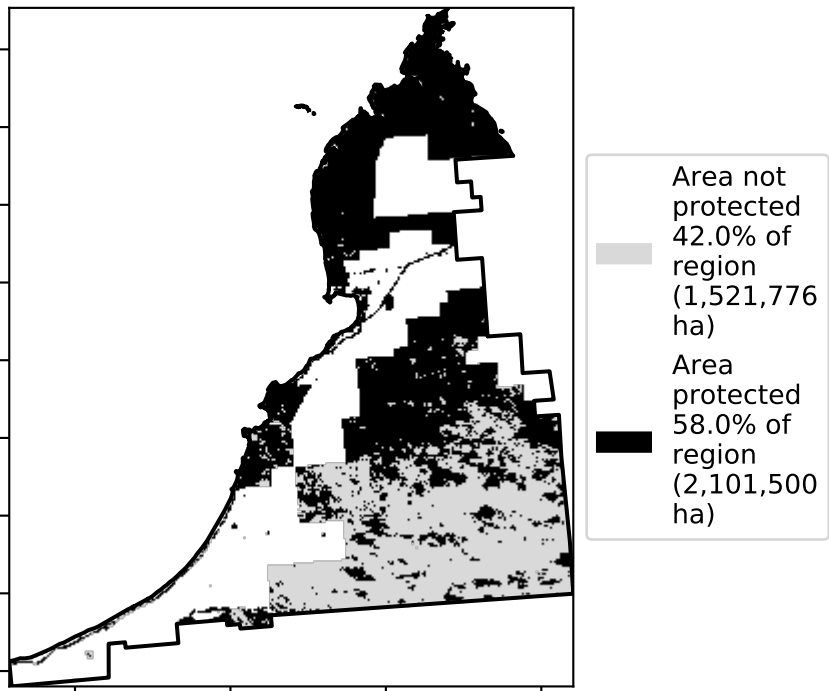 Area not
protected
42.0% of
region
(1,521,776
ha)
Area
protected
58.0% of
region
(2,101,500
ha)